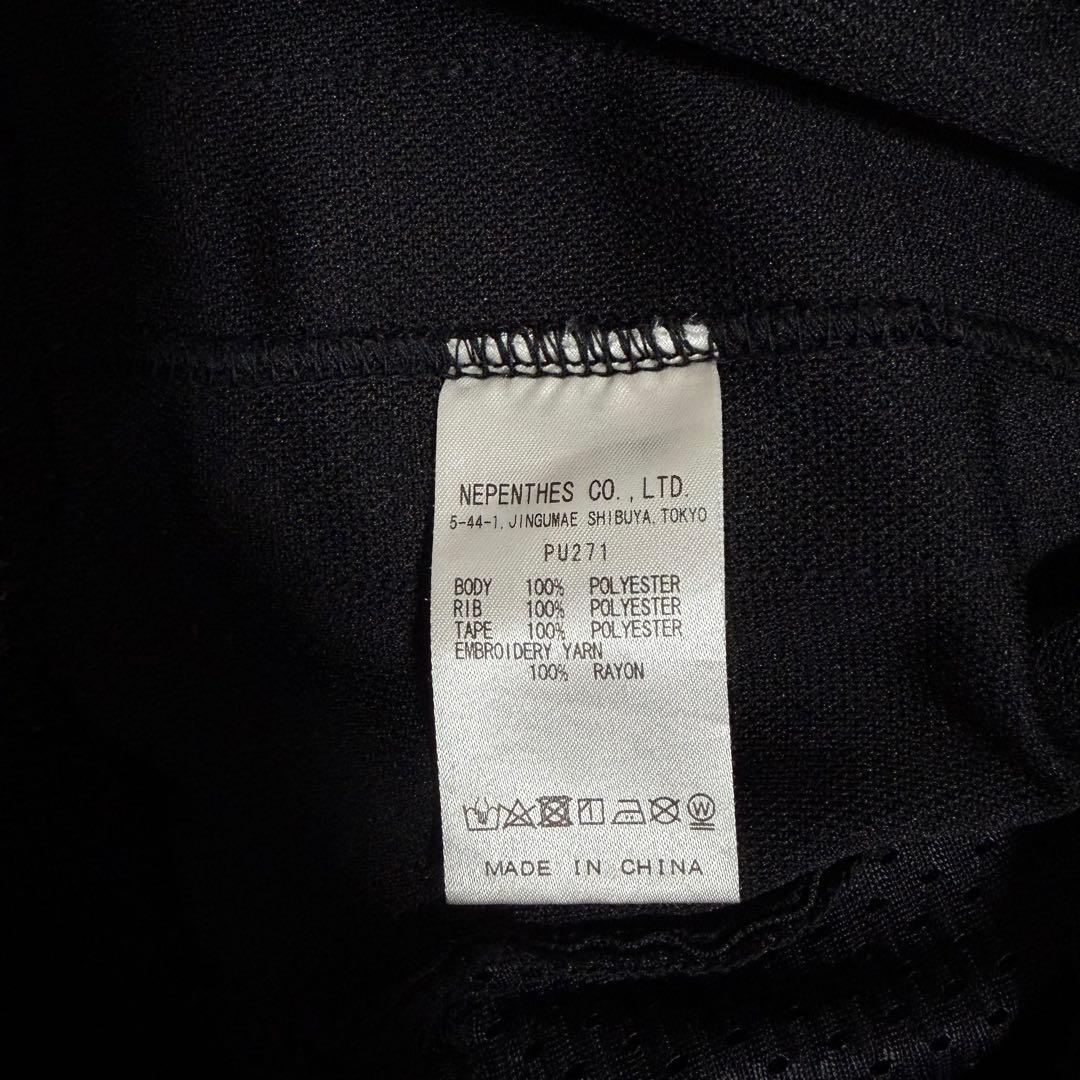 NEPENTHES CO.,LTD.
5-44-1, JINGUMAE SHIBUYA, TOKYO
PU271
BODY 100% POLYESTER
RIB 100% POLYESTER
TAPE 100% POLYESTER
EMBROIDERY YARN
100% RAYON
W
MADE IN CHINA